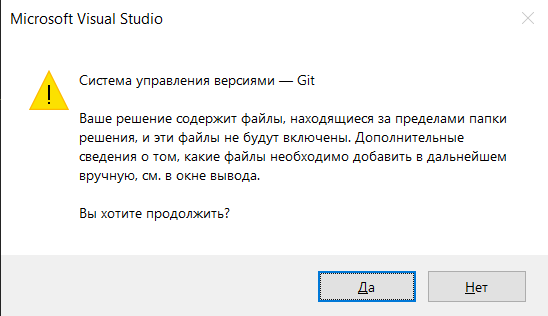 Microsoft Visual Studio
Система управления версиями — Git
Ваше решение содержит файлы, находящиеся за пределами папки
решения, и эти файлы не будут включены. Дополнительные
сведения о том, какие файлы необходимо добавить в дальнейшем
вручную, см. в окне вывода.
Вы хотите продолжить?
Да
Нет